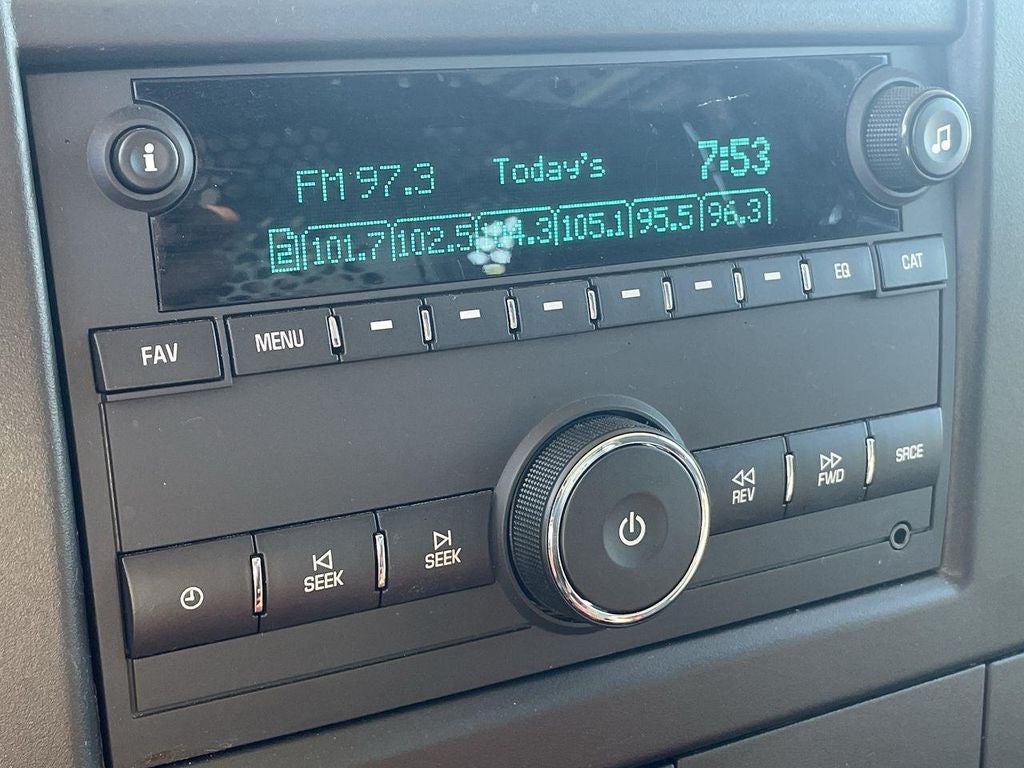 FM 97.3 Today's 7:53
2 101.7 102.5 105.1 95.5 96.3
FAV MENU EQ CAT
REV FWD SRCE
SEEK SEEK